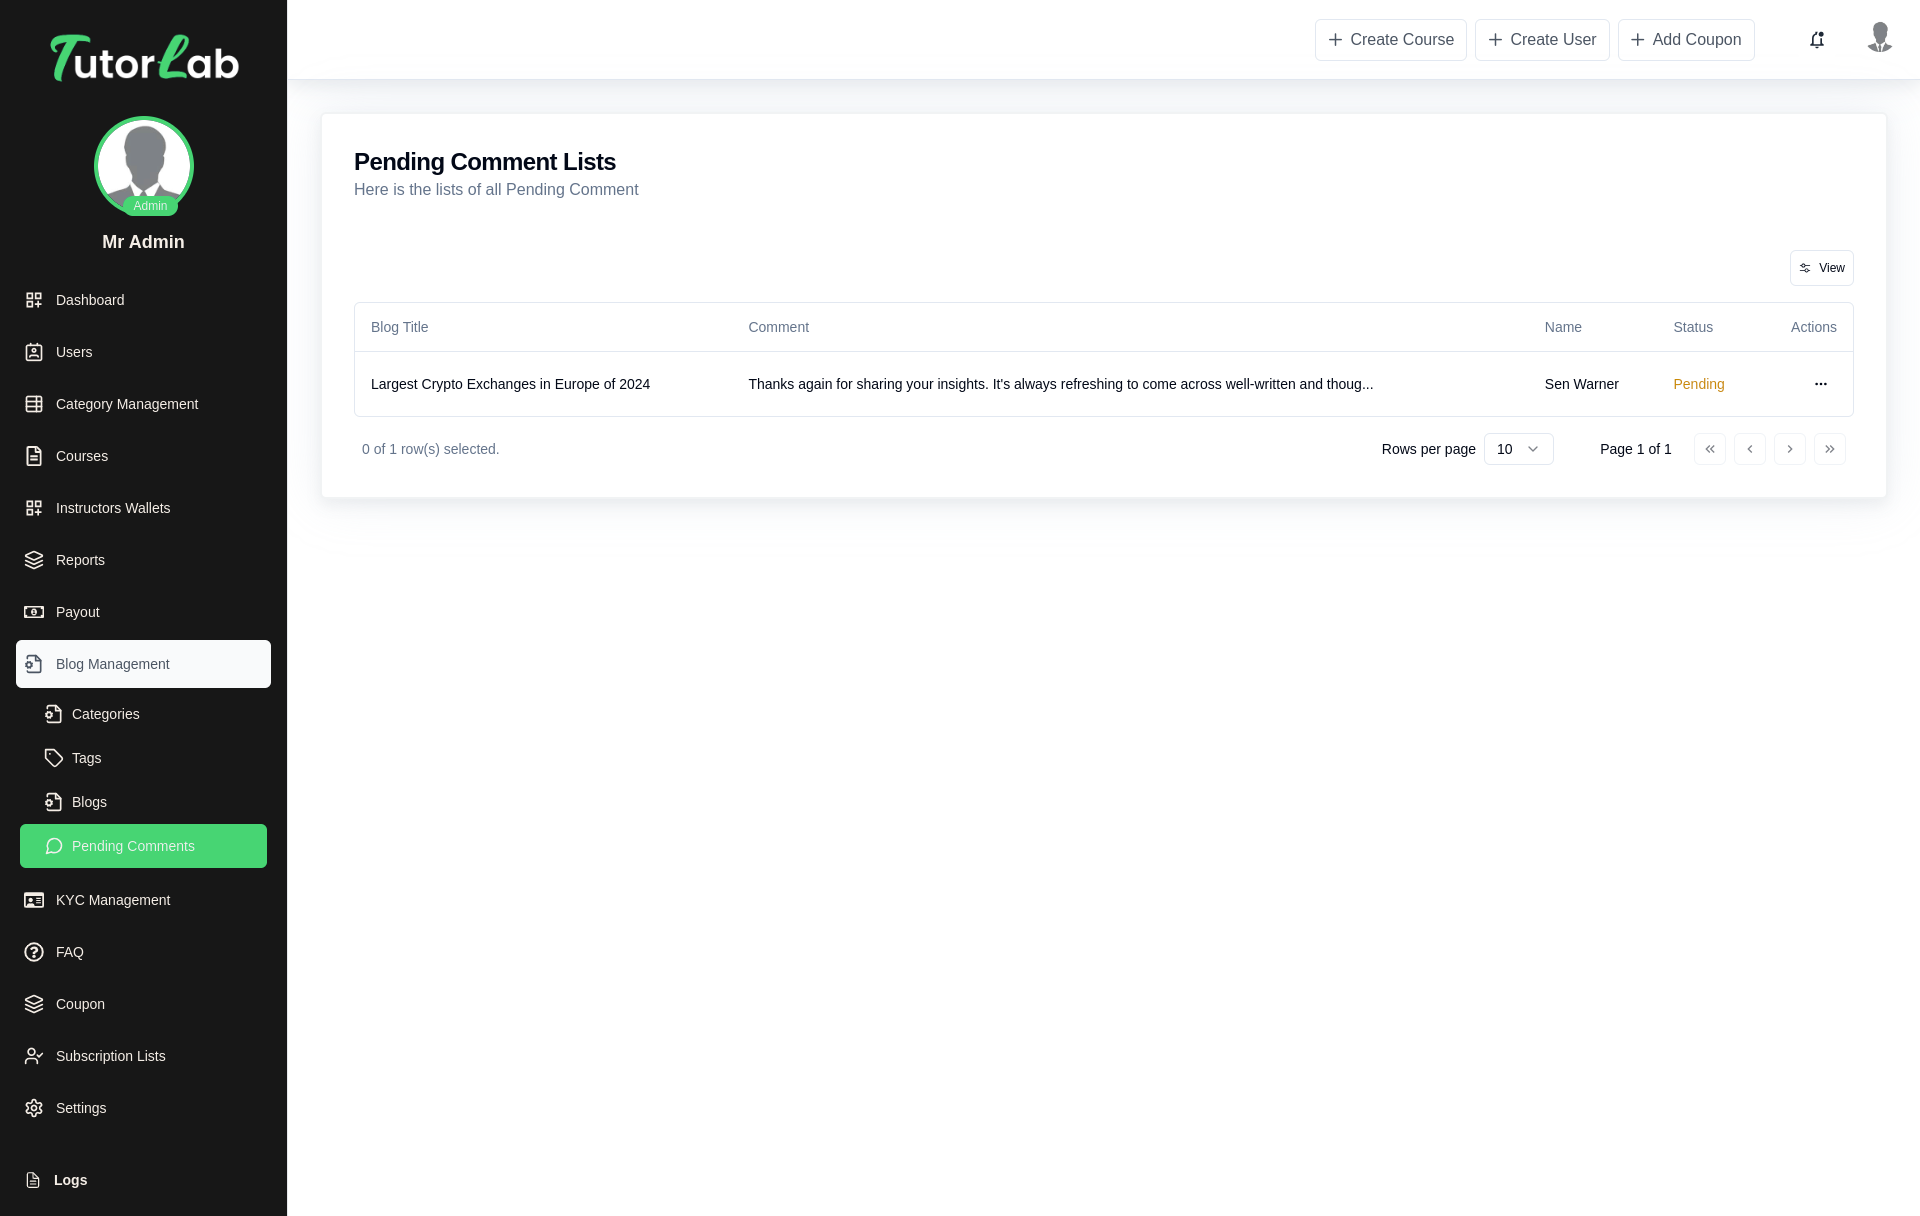 TutorLab
Admin
Mr Admin
Dashboard
Users
Category Management
Courses
Instructors Wallets
Reports
Payout
Blog Management
Categories
Tags
Blogs
Pending Comments
KYC Management
FAQ
Coupon
Subscription Lists
Settings
Logs
Create Course
Create User
Add Coupon
Pending Comment Lists
Here is the lists of all Pending Comment
View
Blog Title Comment Name Status Actions
Largest Crypto Exchanges in Europe of 2024 Thanks again for sharing your insights. It's always refreshing to come across well-written and thoug... Sen Warner Pending
0 of 1 row(s) selected. Rows per page 10 Page 1 of 1